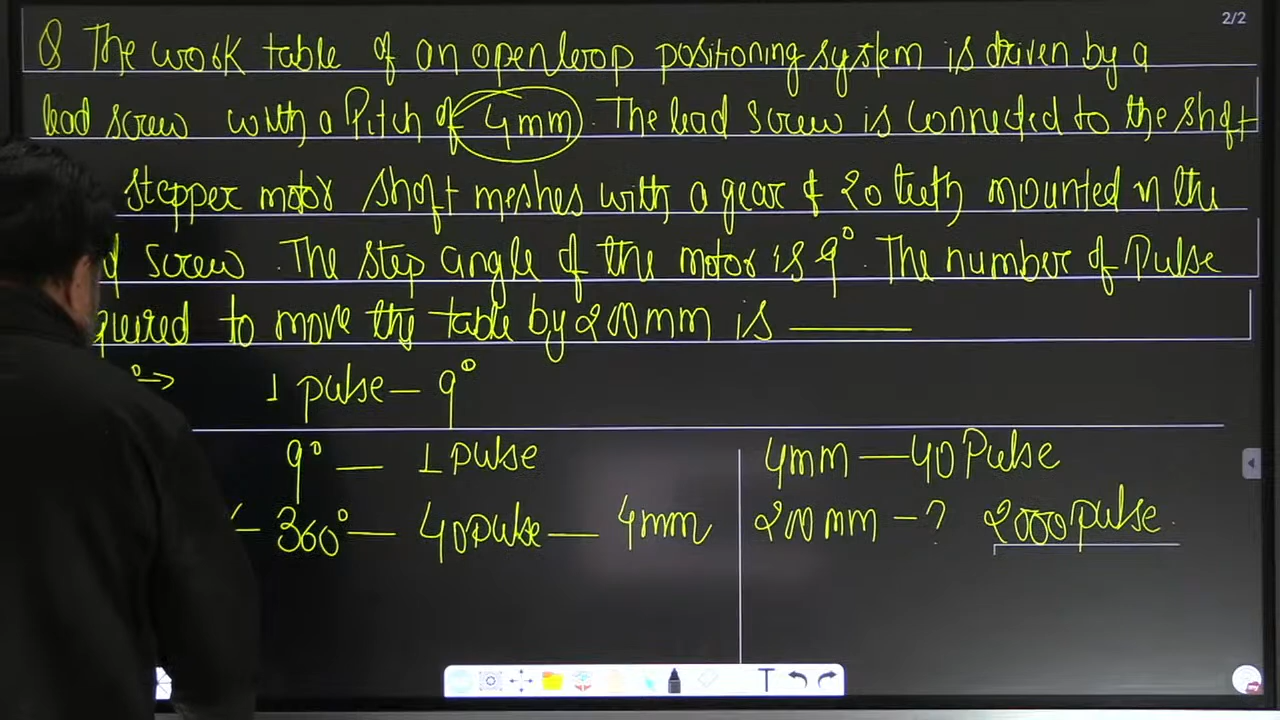 2/2
Q The work table of an openloop positioning system is driven by a
lead screw with a Pitch of 4mm. The lead screw is connected to the shaft
stepper motor shaft meshes with a gear of 20 teeth mounted on the
screw. The step angle of the motor is 9°. The number of Pulse
quired to move the table by 200mm is ______
→ 1 pulse — 9°
9° — 1 pulse
360° — 40 pulse — 4mm
4mm — 40 Pulse
200mm - ? 2000 pulse.
T